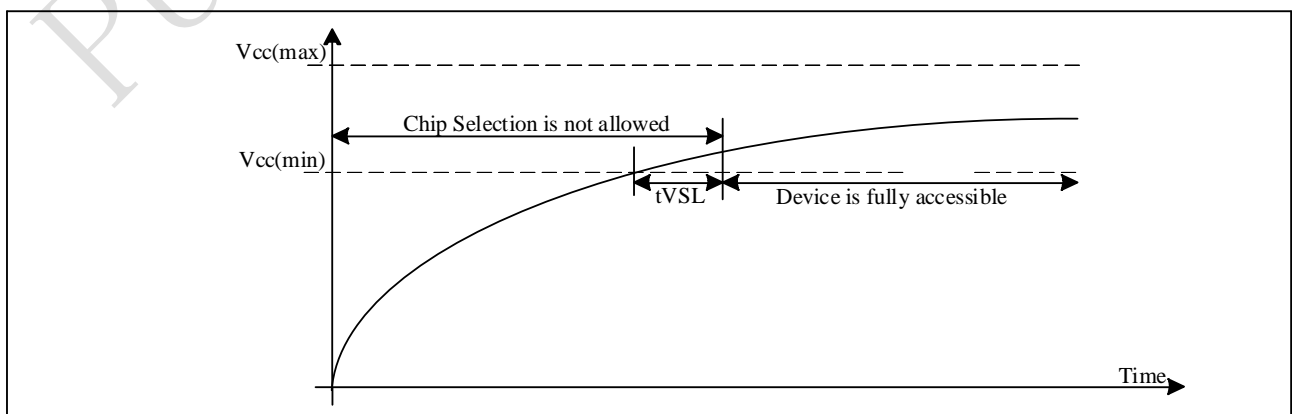 Vcc(max)
Chip Selection is not allowed
Vcc(min)
tVSL
Device is fully accessible
Time